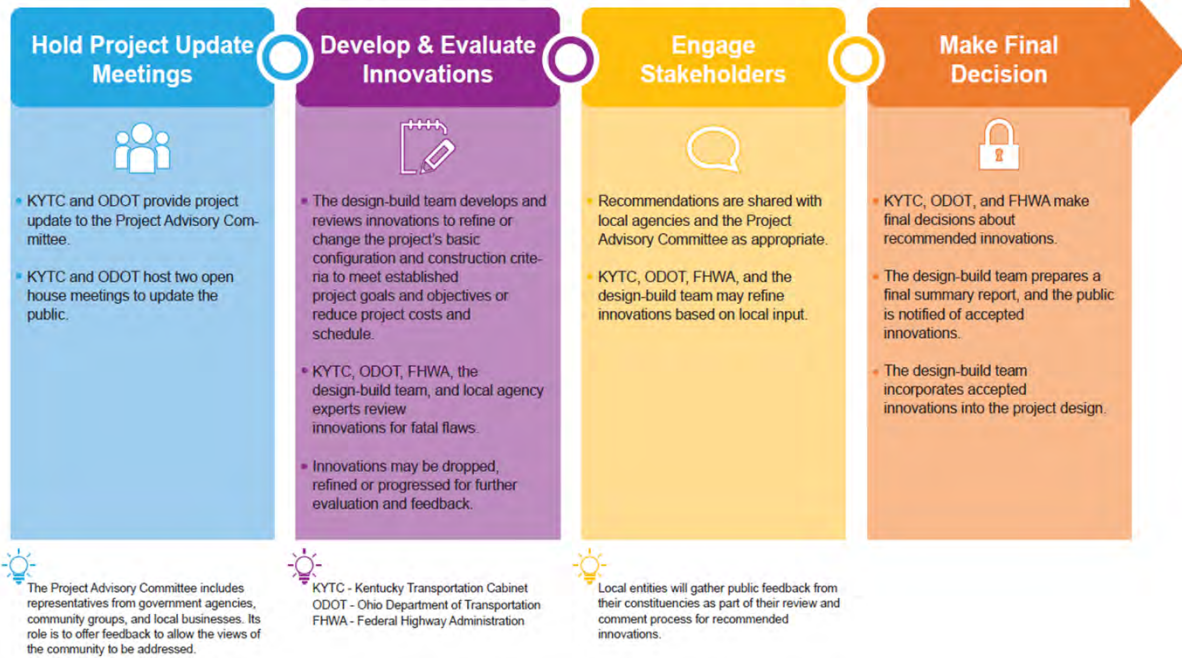 Hold Project Update
Meetings
KYTC and ODOT provide project
update to the Project Advisory Com-
mittee.
KYTC and ODOT host two open
house meetings to update the
public.
The Project Advisory Committee includes
representatives from government agencies,
community groups, and local businesses. Its
role is to offer feedback to allow the views of
the community to be addressed.
Develop & Evaluate
Innovations
The design-build team develops and
reviews innovations to refine or
change the project's basic
configuration and construction crite-
ria to meet established
project goals and objectives or
reduce project costs and
schedule.
KYTC, ODOT, FHWA, the
design-build team, and local agency
experts review
innovations for fatal flaws.
Innovations may be dropped,
refined or progressed for further
evaluation and feedback.
KYTC - Kentucky Transportation Cabinet
ODOT - Ohio Department of Transportation
FHWA - Federal Highway Administration
Engage
Stakeholders
Recommendations are shared with
local agencies and the Project
Advisory Committee as appropriate.
KYTC, ODOT, FHWA, and the
design-build team may refine
innovations based on local input.
Local entities will gather public feedback from
their constituencies as part of their review and
comment process for recommended
innovations.
Make Final
Decision
KYTC, ODOT, and FHWA make
final decisions about
recommended innovations.
The design-build team prepares a
final summary report, and the public
is notified of accepted
innovations.
The design-build team
incorporates accepted
innovations into the project design.